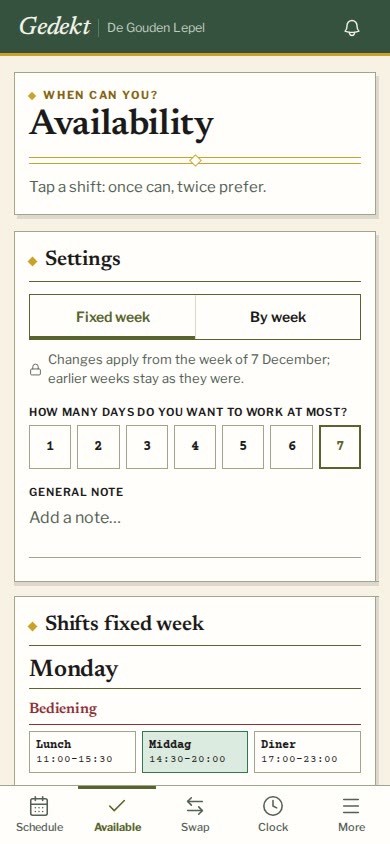 Gedekt De Gouden Lepel
WHEN CAN YOU?
Availability
Tap a shift: once can, twice prefer.
Settings
Fixed week By week
Changes apply from the week of 7 December;
earlier weeks stay as they were.
HOW MANY DAYS DO YOU WANT TO WORK AT MOST?
1 2 3 4 5 6 7
GENERAL NOTE
Add a note…
Shifts fixed week
Monday
Bediening
Lunch Middag Diner
11:00–15:30 14:30–20:00 17:00–23:00
Schedule Available Swap Clock More